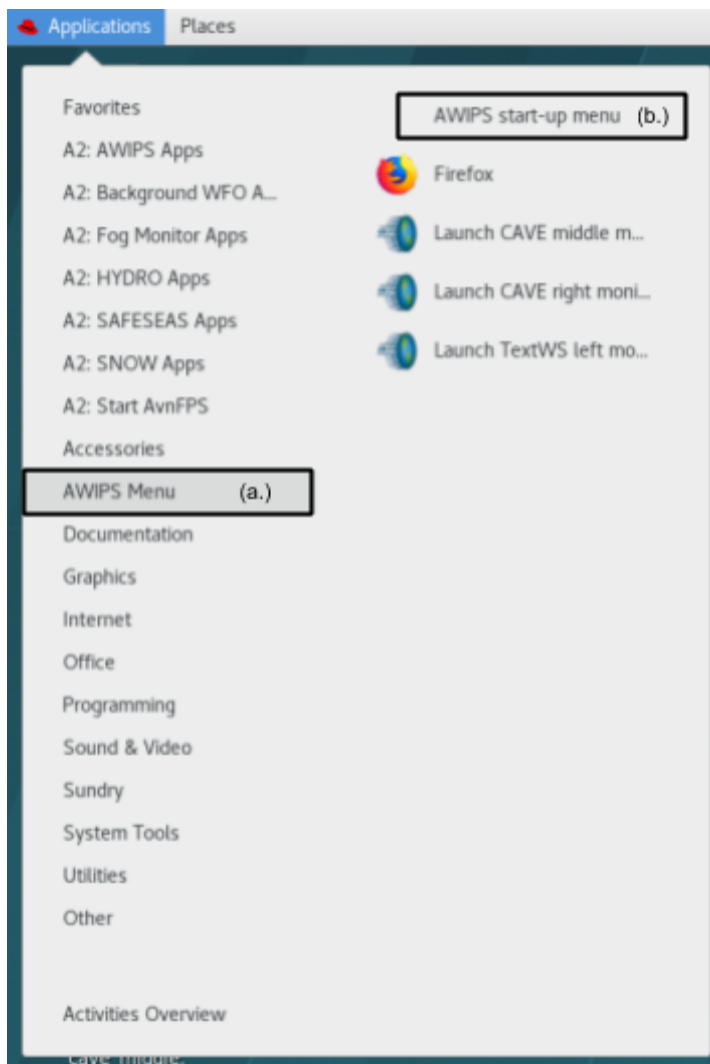 Applications Places
Favorites
A2: AWIPS Apps
A2: Background WFO A...
A2: Fog Monitor Apps
A2: HYDRO Apps
A2: SAFESEAS Apps
A2: SNOW Apps
A2: Start AvnFPS
Accessories
AWIPS Menu (a.)
Documentation
Graphics
Internet
Office
Programming
Sound & Video
Sundry
System Tools
Utilities
Other
Activities Overview
AWIPS start-up menu (b.)
Firefox
Launch CAVE middle m...
Launch CAVE right moni...
Launch TextWS left mo...
cave middle.